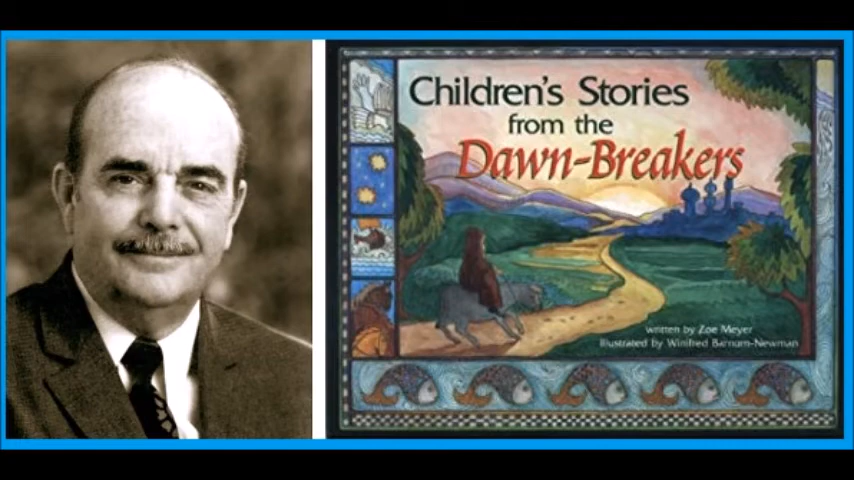 Children's Stories
from the
Dawn-Breakers
written by Zoe Meyer
Illustrated by Winifred Barnum-Newman